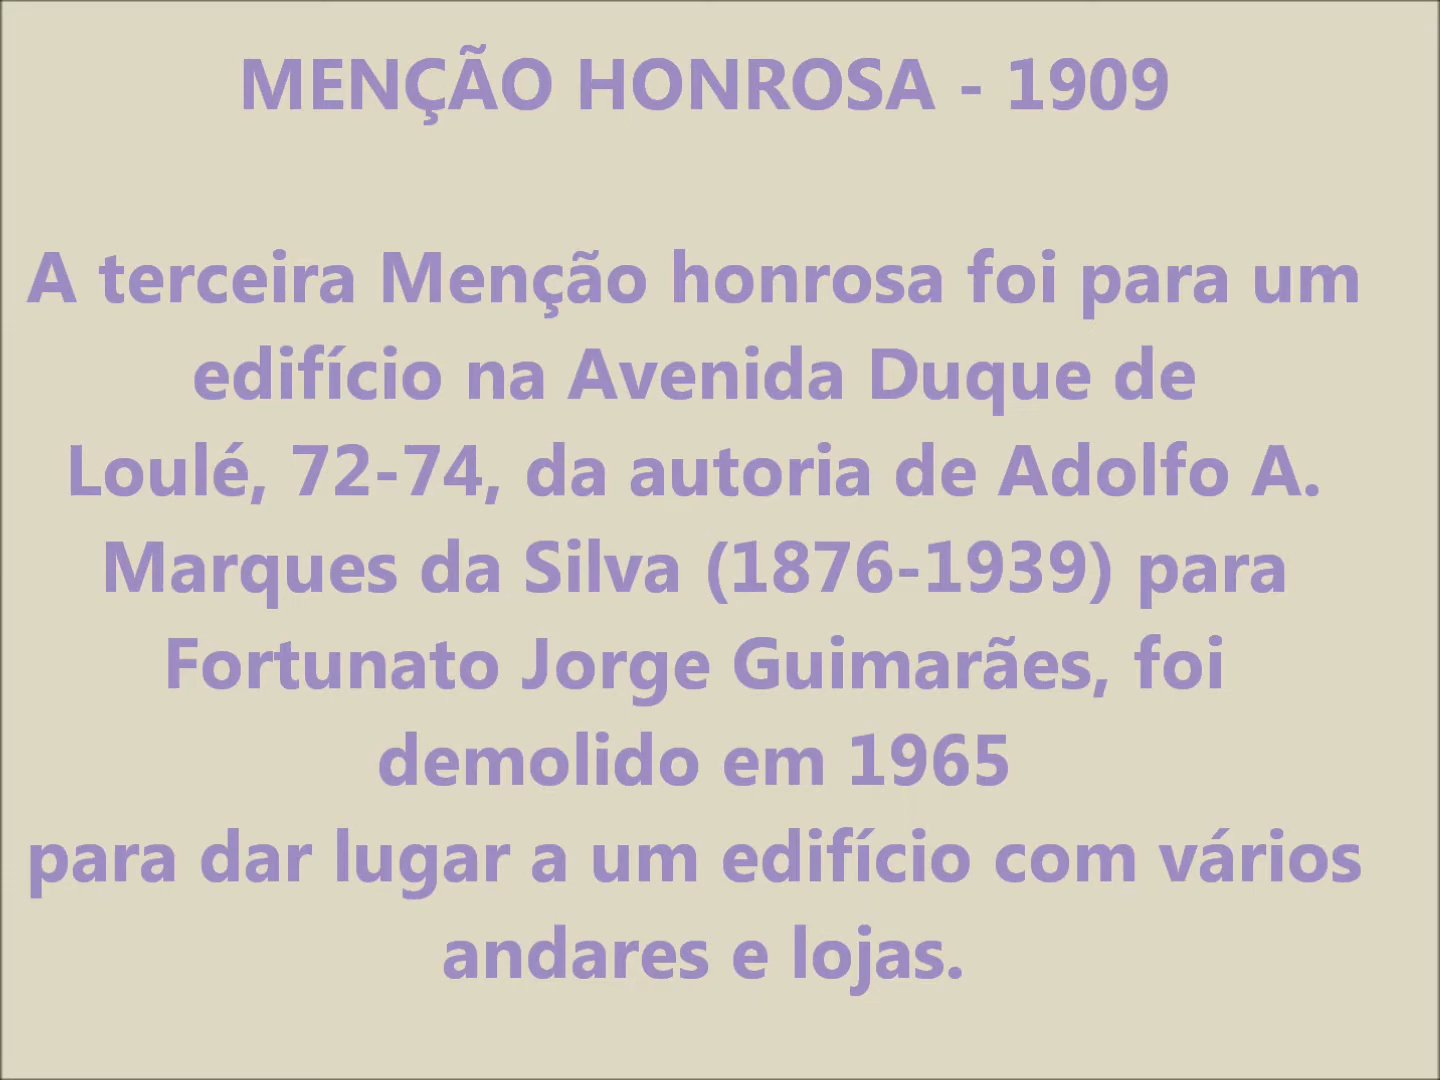 MENÇÃO HONROSA - 1909
A terceira Menção honrosa foi para um
edifício na Avenida Duque de
Loulé, 72-74, da autoria de Adolfo A.
Marques da Silva (1876-1939) para
Fortunato Jorge Guimarães, foi
demolido em 1965
para dar lugar a um edifício com vários
andares e lojas.